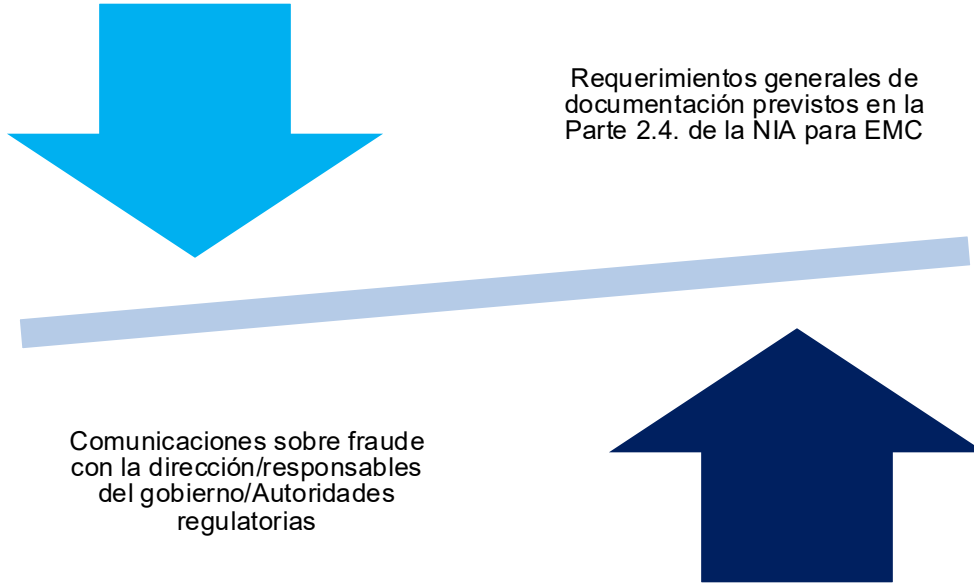 Requerimientos generales de
documentación previstos en la
Parte 2.4. de la NIA para EMC
Comunicaciones sobre fraude
con la dirección/responsables
del gobierno/Autoridades
regulatorias